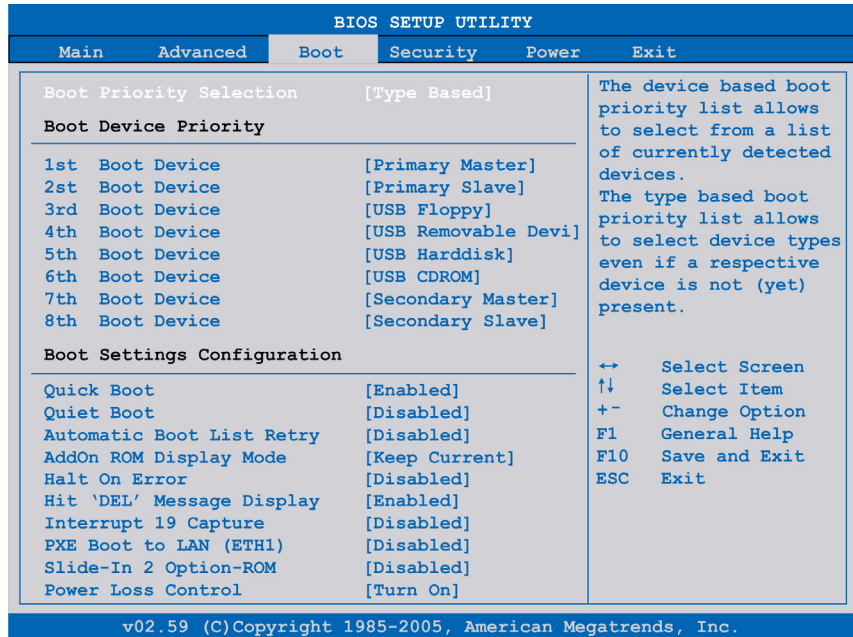 BIOS SETUP UTILITY
Main Advanced Boot Security Power Exit
Boot Priority Selection [Type Based]
Boot Device Priority
1st Boot Device [Primary Master]
2st Boot Device [Primary Slave]
3rd Boot Device [USB Floppy]
4th Boot Device [USB Removable Devi]
5th Boot Device [USB Harddisk]
6th Boot Device [USB CDROM]
7th Boot Device [Secondary Master]
8th Boot Device [Secondary Slave]
Boot Settings Configuration
Quick Boot [Enabled]
Quiet Boot [Disabled]
Automatic Boot List Retry [Disabled]
AddOn ROM Display Mode [Keep Current]
Halt On Error [Disabled]
Hit ‘DEL’ Message Display [Enabled]
Interrupt 19 Capture [Disabled]
PXE Boot to LAN (ETH1) [Disabled]
Slide-In 2 Option-ROM [Disabled]
Power Loss Control [Turn On]
The device based boot
priority list allows
to select from a list
of currently detected
devices.
The type based boot
priority list allows
to select device types
even if a respective
device is not (yet)
present.
↔ Select Screen
↑↓ Select Item
+- Change Option
F1 General Help
F10 Save and Exit
ESC Exit
v02.59 (C)Copyright 1985-2005, American Megatrends, Inc.